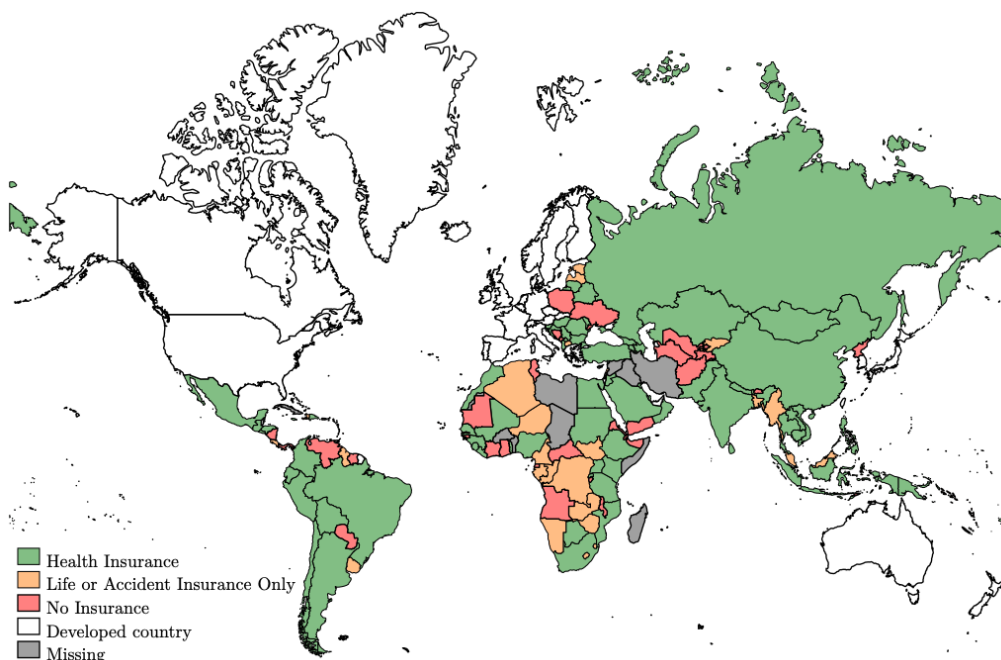 Health Insurance
Life or Accident Insurance Only
No Insurance
Developed country
Missing